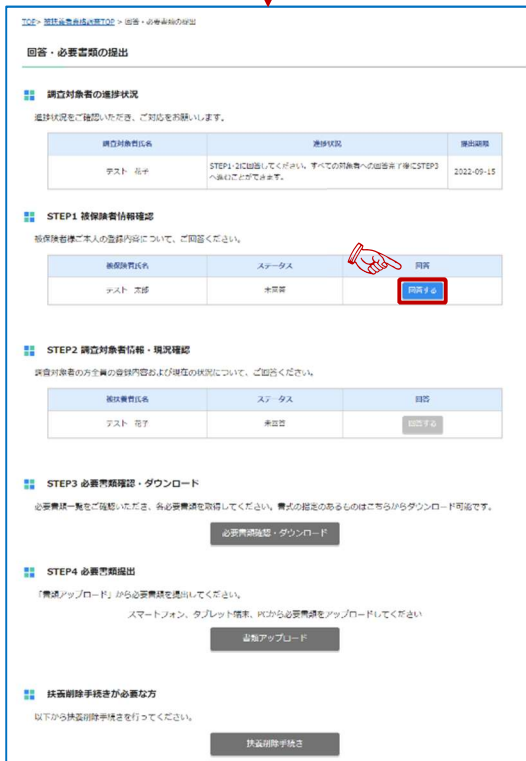 TOP > 被扶養者資格調査TOP > 回答・必要書類の提出
回答・必要書類の提出
調査対象者の進捗状況
進捗状況をご確認いただき、ご対応をお願いします。
調査対象者氏名 進捗状況 提出期限
テスト 花子 STEP1-2に回答してください。すべての対象者への回答完了後にSTEP3へ進むことができます。 2022-09-15
STEP1 被保険者情報確認
被保険者様ご本人の登録内容について、ご回答ください。
被保険者氏名 ステータス 回答
テスト 太郎 未回答 回答する
STEP2 調査対象者情報・現況確認
調査対象者の方全員の登録内容および現在の状況について、ご回答ください。
被扶養者氏名 ステータス 回答
テスト 花子 未回答 回答する
STEP3 必要書類確認・ダウンロード
必要書類一覧をご確認いただき、各必要書類を取得してください。書式の指定のあるものはこちらからダウンロード可能です。
必要書類確認・ダウンロード
STEP4 必要書類提出
「書類アップロード」から必要書類を提出してください。
スマートフォン、タブレット端末、PCから必要書類をアップロードしてください
書類アップロード
扶養削除手続きが必要な方
以下から扶養削除手続きを行ってください。
扶養削除手続き